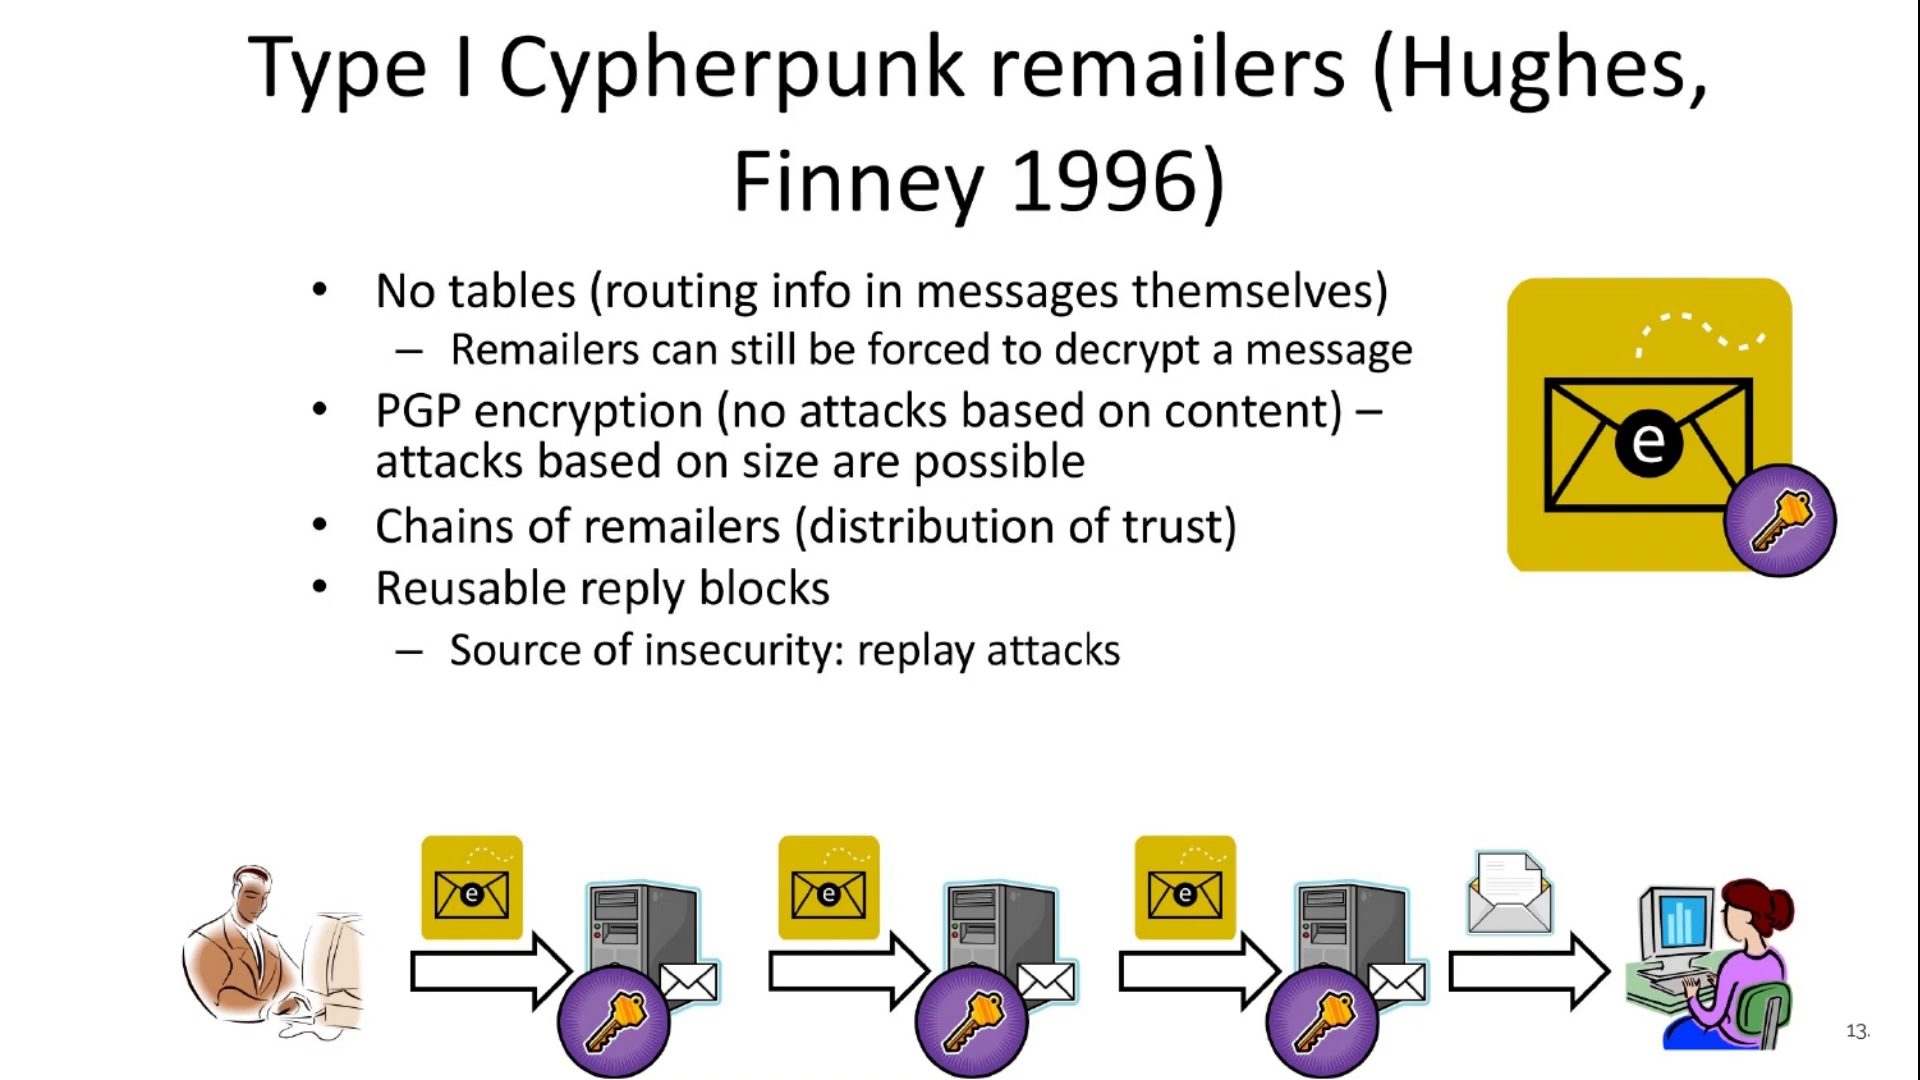 Type I Cypherpunk remailers (Hughes,
Finney 1996)
• No tables (routing info in messages themselves)
– Remailers can still be forced to decrypt a message
• PGP encryption (no attacks based on content) –
attacks based on size are possible
• Chains of remailers (distribution of trust)
• Reusable reply blocks
– Source of insecurity: replay attacks
e
e
e
e
13.